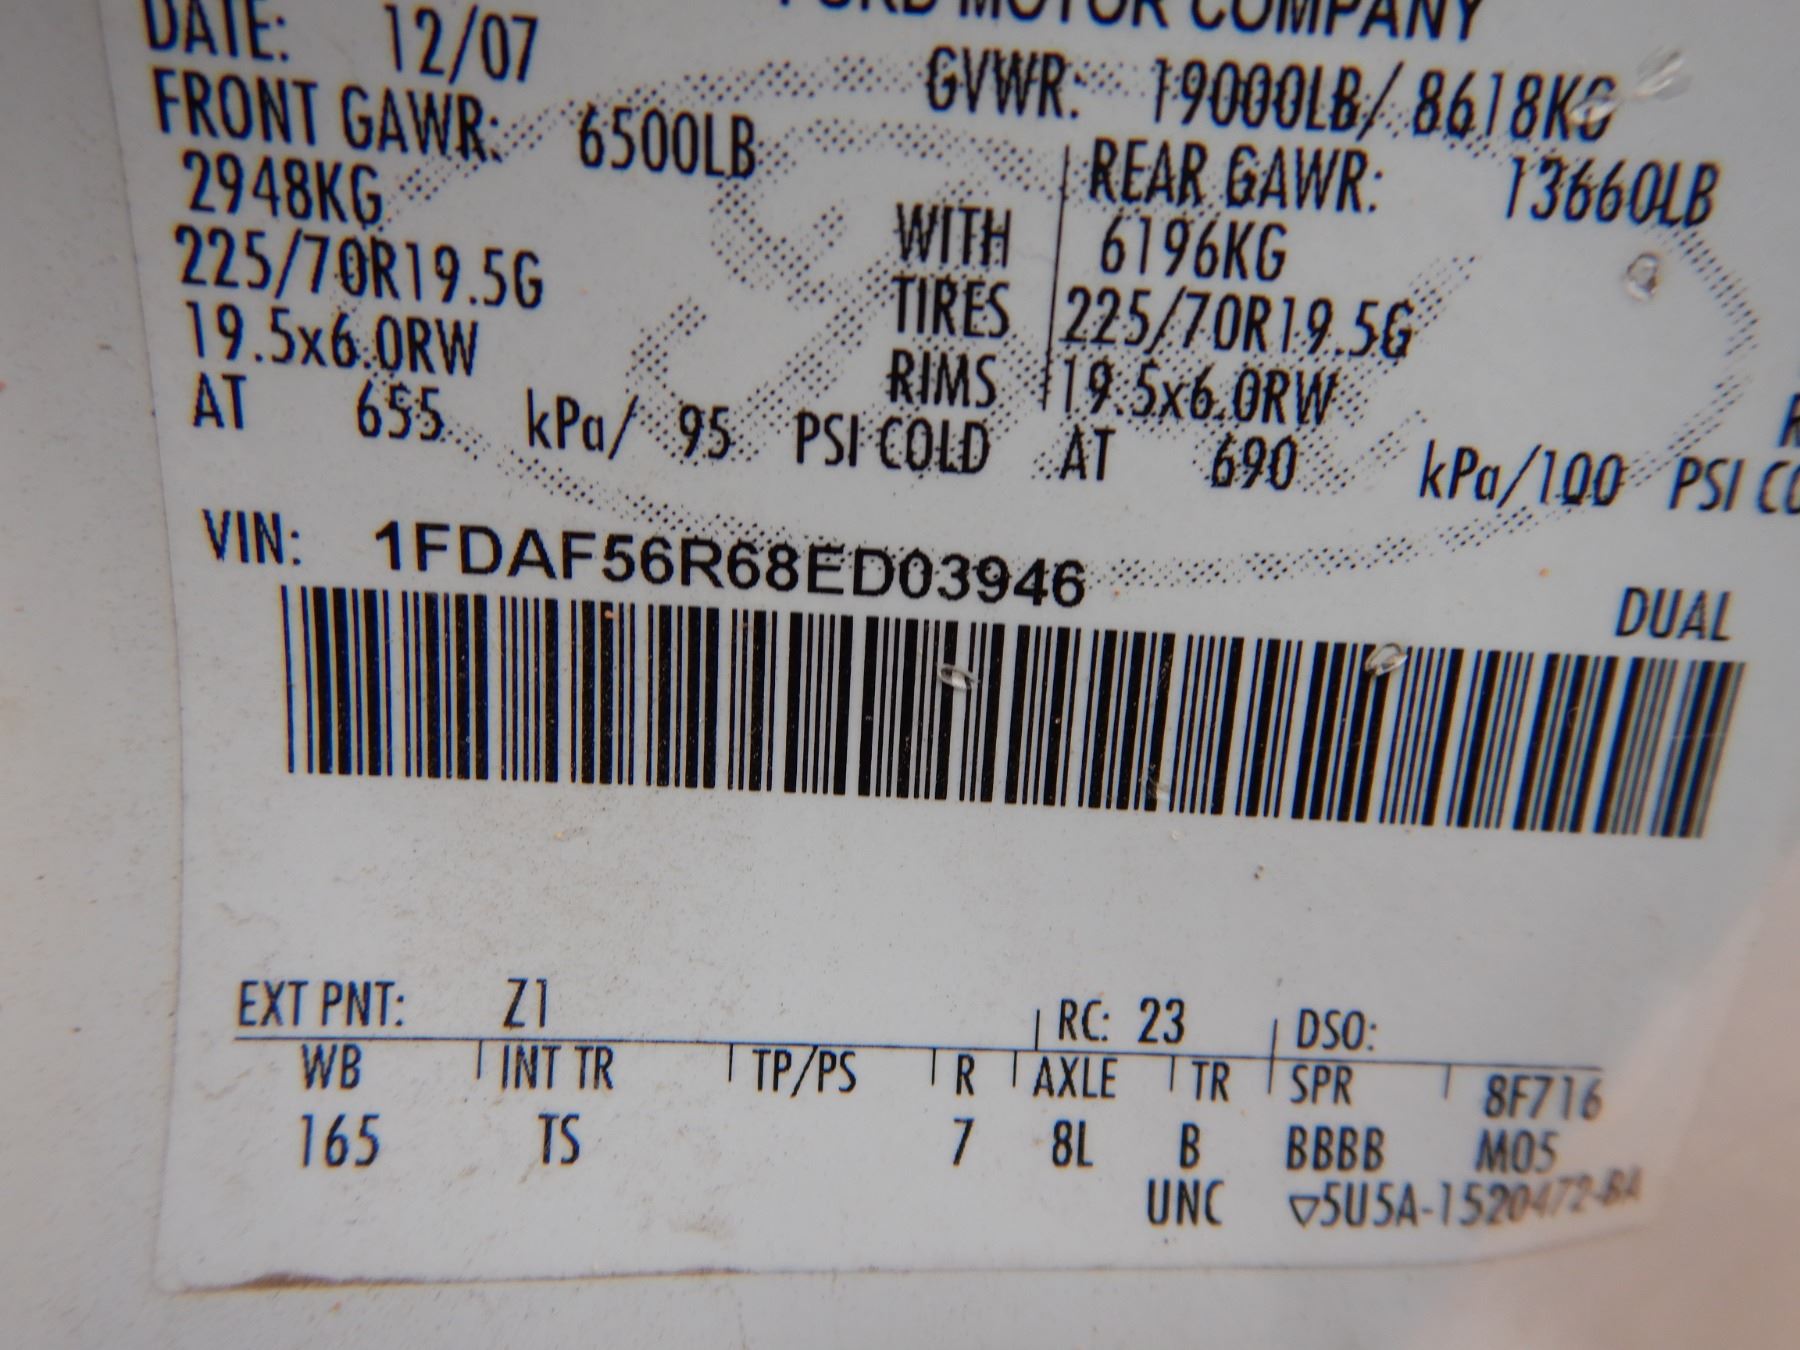 FORD MOTOR COMPANY
DATE: 12/07
GVWR: 19000LB/ 8618KG
FRONT GAWR: 6500LB
REAR GAWR: 13660LB
2948KG WITH 6196KG
225/70R19.5G TIRES 225/70R19.5G
19.5x6.0RW RIMS 19.5x6.0RW
AT 655 kPa/ 95 PSI COLD AT 690 kPa/100 PSI
VIN: 1FDAF56R68ED03946
DUAL
EXT PNT: Z1 RC: 23 DSO:
WB INT TR TP/PS R AXLE TR SPR 8F716
165 TS 7 8L B BBBB M05
UNC ▽5U5A-1520472-BA